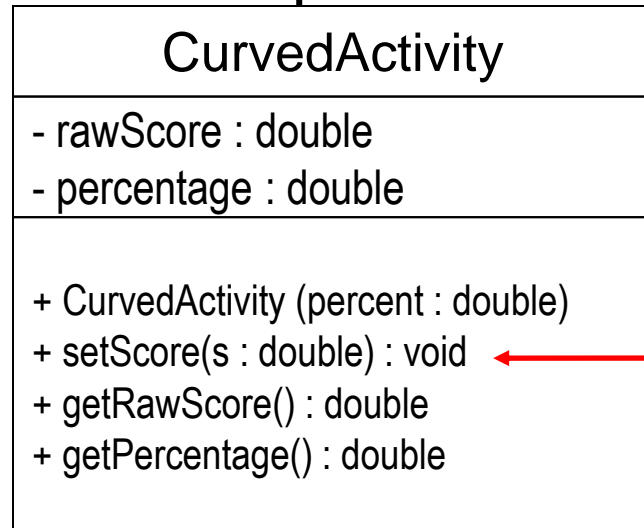 CurvedActivity
- rawScore : double
- percentage : double
+ CurvedActivity (percent : double)
+ setScore(s : double) : void
+ getRawScore() : double
+ getPercentage() : double